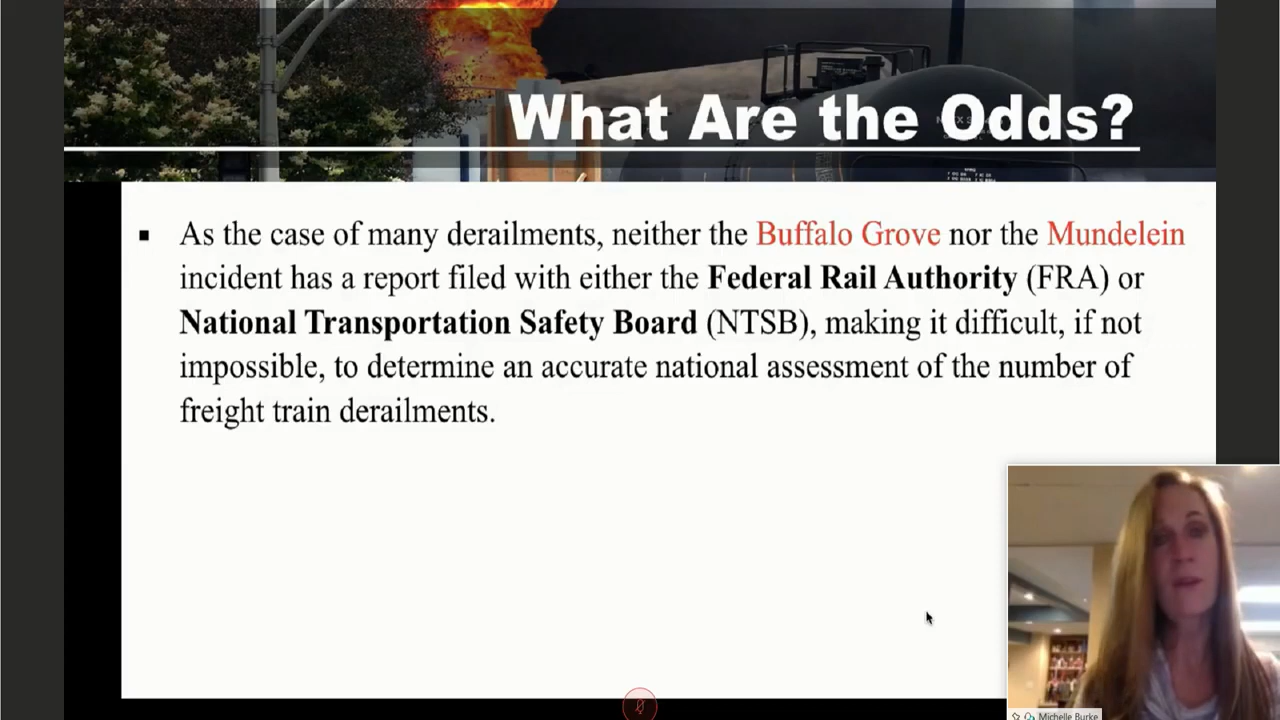 What Are the Odds?
▪ As the case of many derailments, neither the Buffalo Grove nor the Mundelein
incident has a report filed with either the Federal Rail Authority (FRA) or
National Transportation Safety Board (NTSB), making it difficult, if not
impossible, to determine an accurate national assessment of the number of
freight train derailments.
Michelle Burke